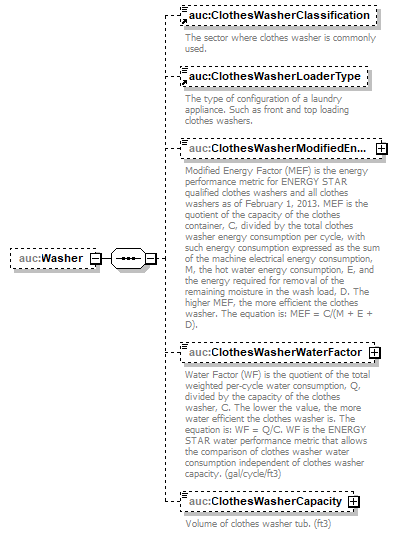 auc:ClothesWasherClassification
The sector where clothes washer is commonly
used.
auc:ClothesWasherLoaderType
The type of configuration of a laundry
appliance. Such as front and top loading
clothes washers.
auc:ClothesWasherModifiedEn...
Modified Energy Factor (MEF) is the energy
performance metric for ENERGY STAR
qualified clothes washers and all clothes
washers as of February 1, 2013. MEF is the
quotient of the capacity of the clothes
container, C, divided by the total clothes
washer energy consumption per cycle, with
such energy consumption expressed as the sum
of the machine electrical energy consumption,
M, the hot water energy consumption, E, and
the energy required for removal of the
remaining moisture in the wash load, D. The
higher MEF, the more efficient the clothes
washer. The equation is: MEF = C/(M + E +
D).
auc:Washer
auc:ClothesWasherWaterFactor
Water Factor (WF) is the quotient of the total
weighted per-cycle water consumption, Q,
divided by the capacity of the clothes
washer, C. The lower the value, the more
water efficient the clothes washer is. The
equation is: WF = Q/C. WF is the ENERGY
STAR water performance metric that allows
the comparison of clothes washer water
consumption independent of clothes washer
capacity. (gal/cycle/ft3)
auc:ClothesWasherCapacity
Volume of clothes washer tub. (ft3)